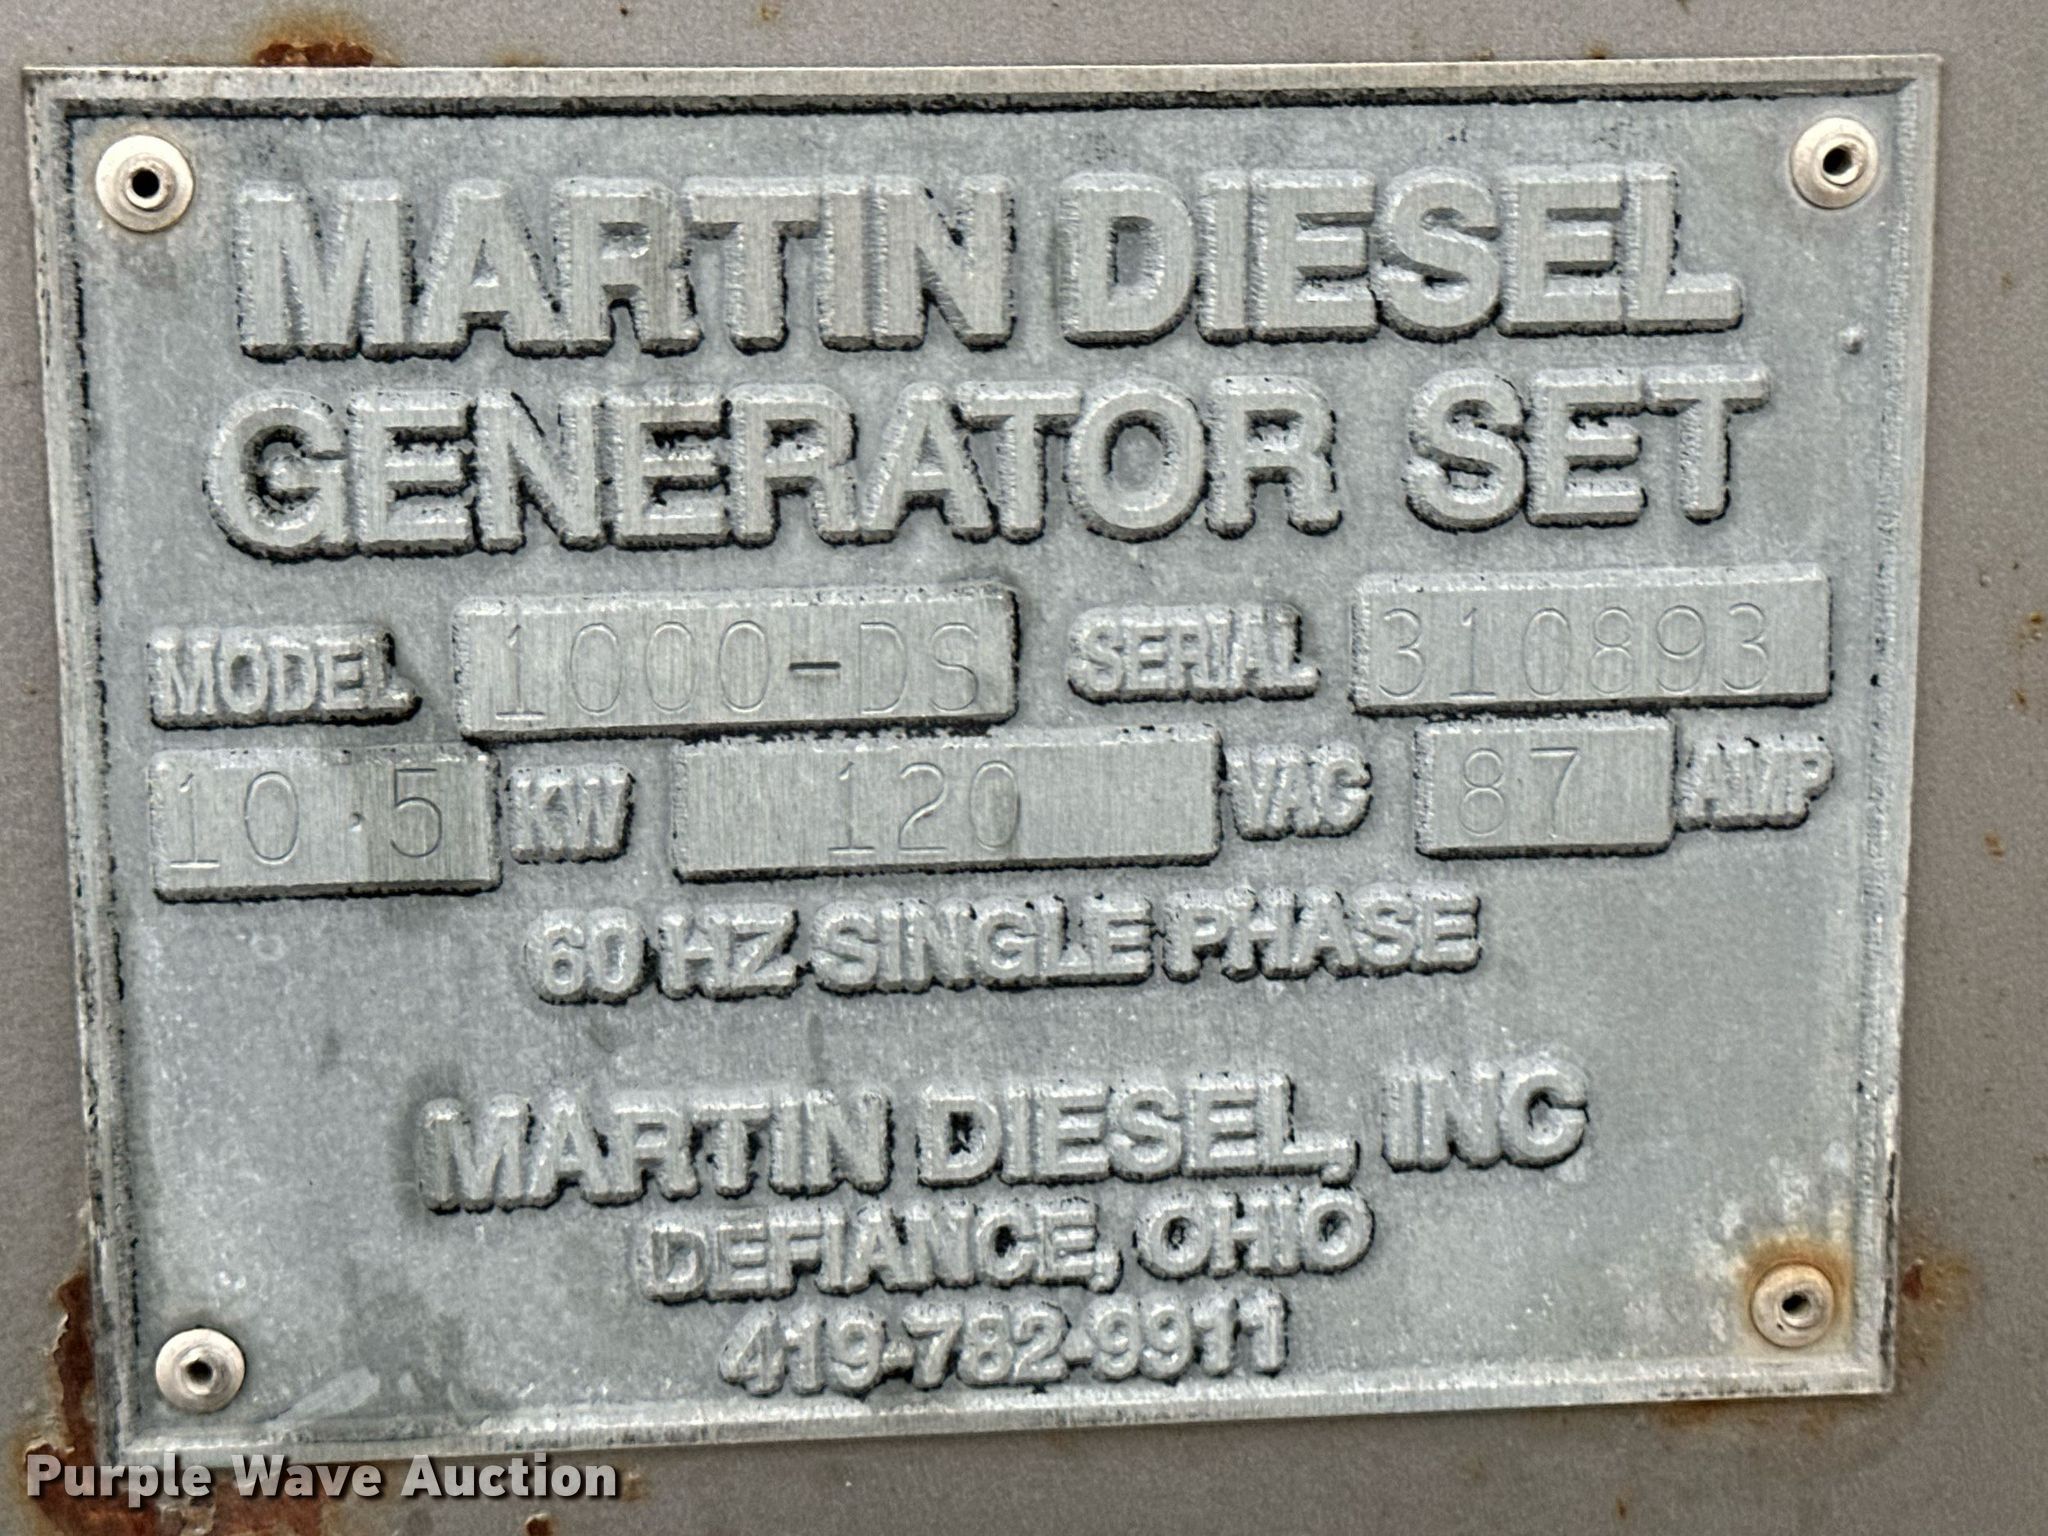 MARTIN DIESEL
GENERATOR SET
MODEL 1000-DS SERIAL 310893
10.5 KW 120 VAC 87 AMP
60 HZ SINGLE PHASE
MARTIN DIESEL, INC
DEFIANCE, OHIO
419-782-9911
Purple Wave Auction